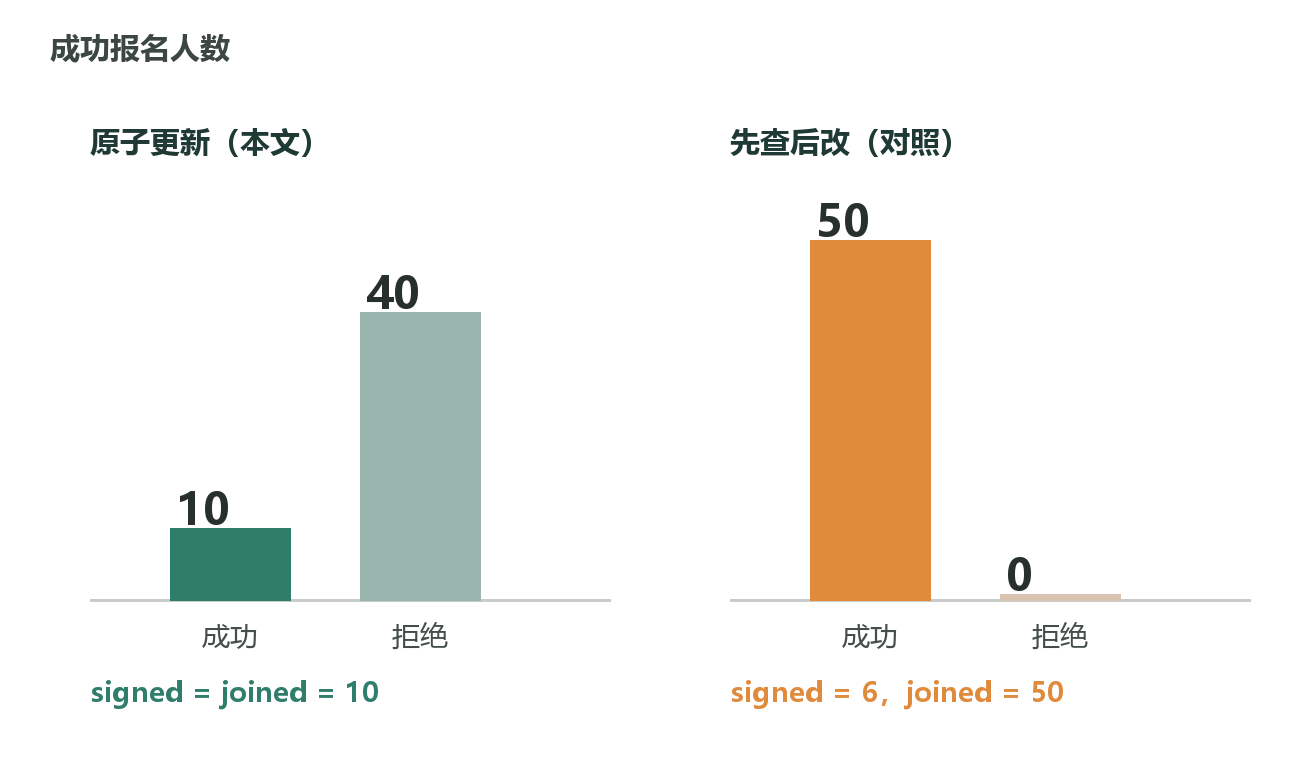 成功报名人数
原子更新（本文）
10
40
成功
拒绝
signed = joined = 10
先查后改（对照）
50
0
成功
拒绝
signed = 6，joined = 50